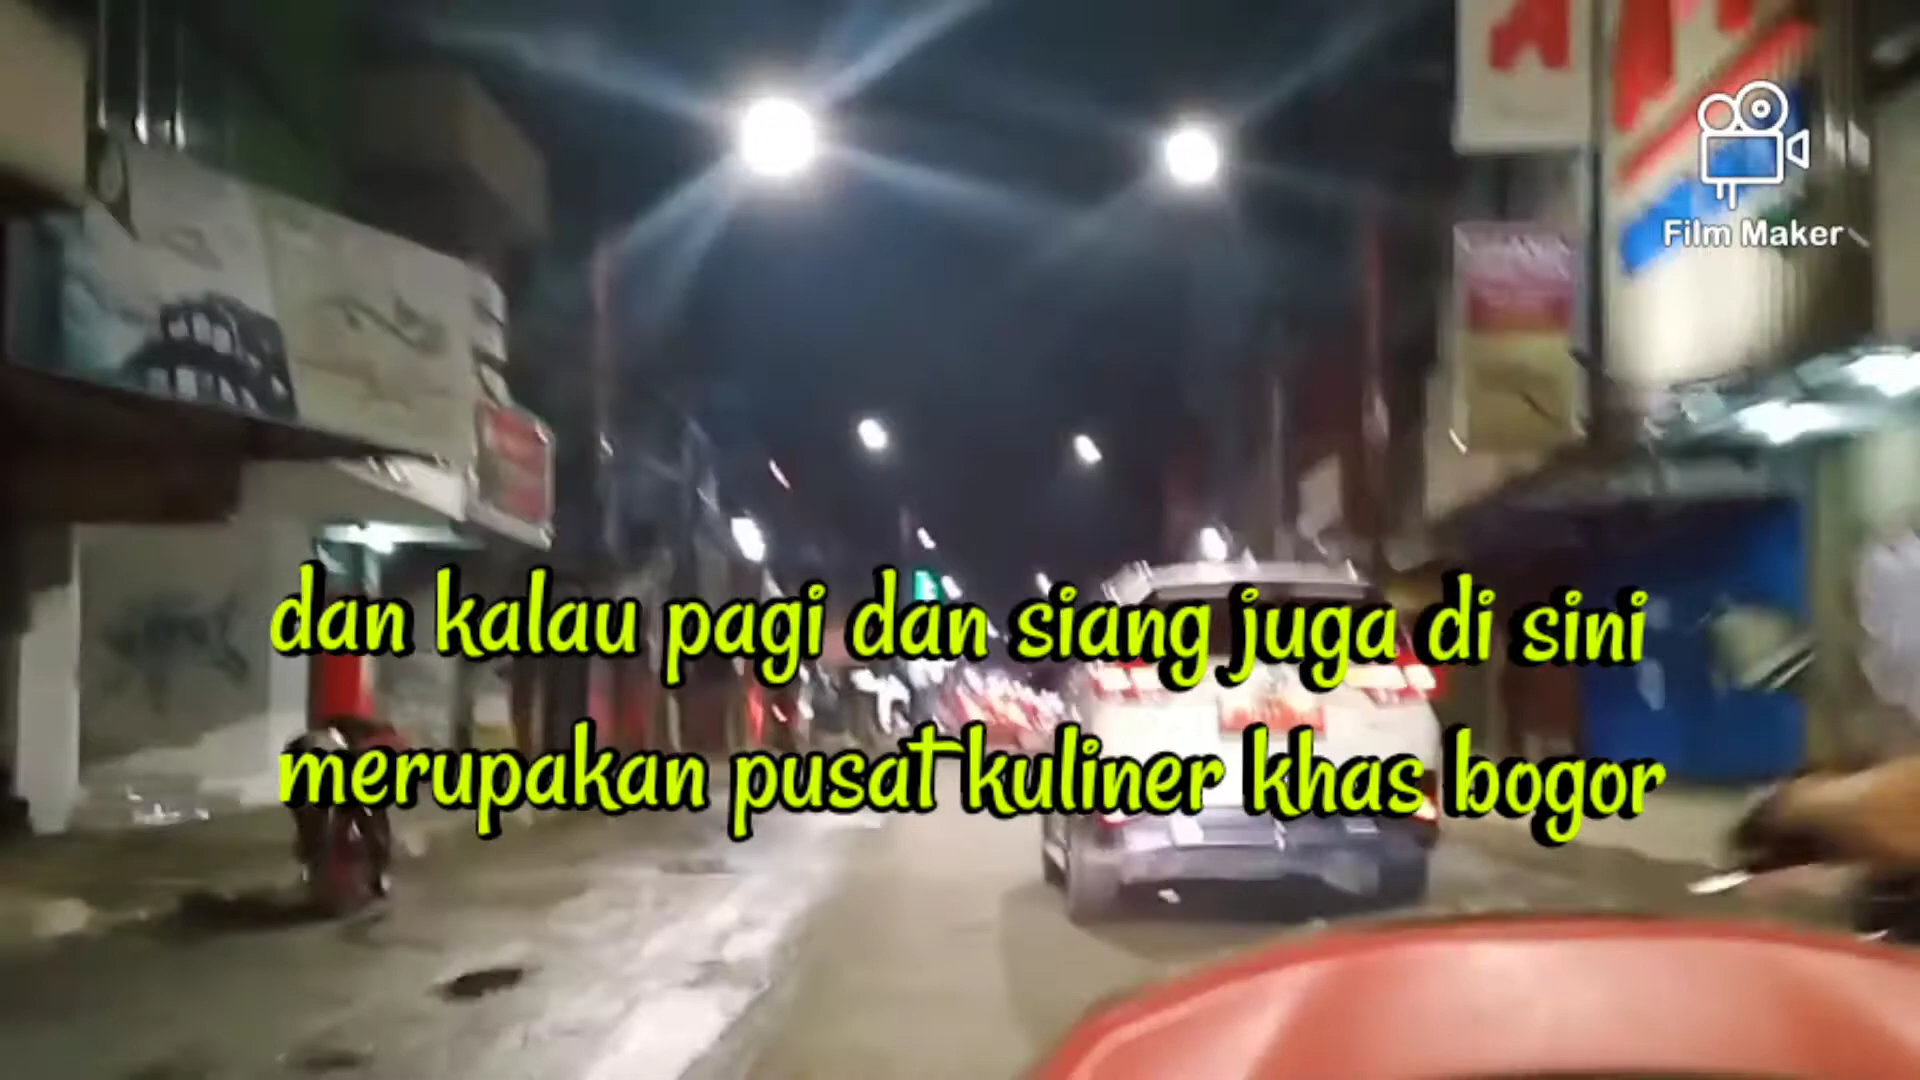 Film Maker
dan kalau pagi dan siang juga di sini
merupakan pusat kuliner khas bogor